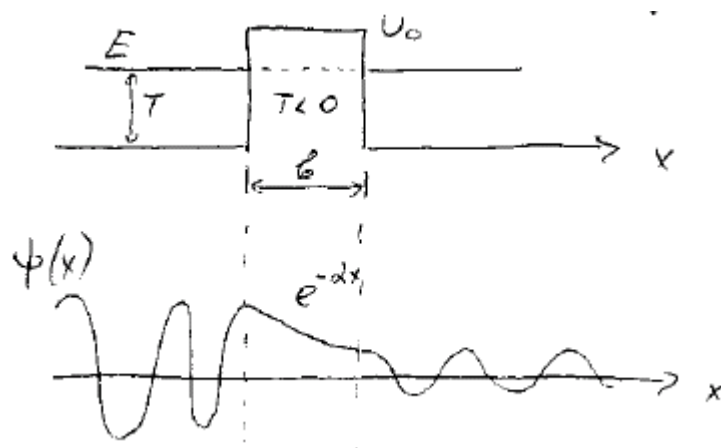 E U₀
T T<0
x
b
ψ(x)
e^{-αx}
x